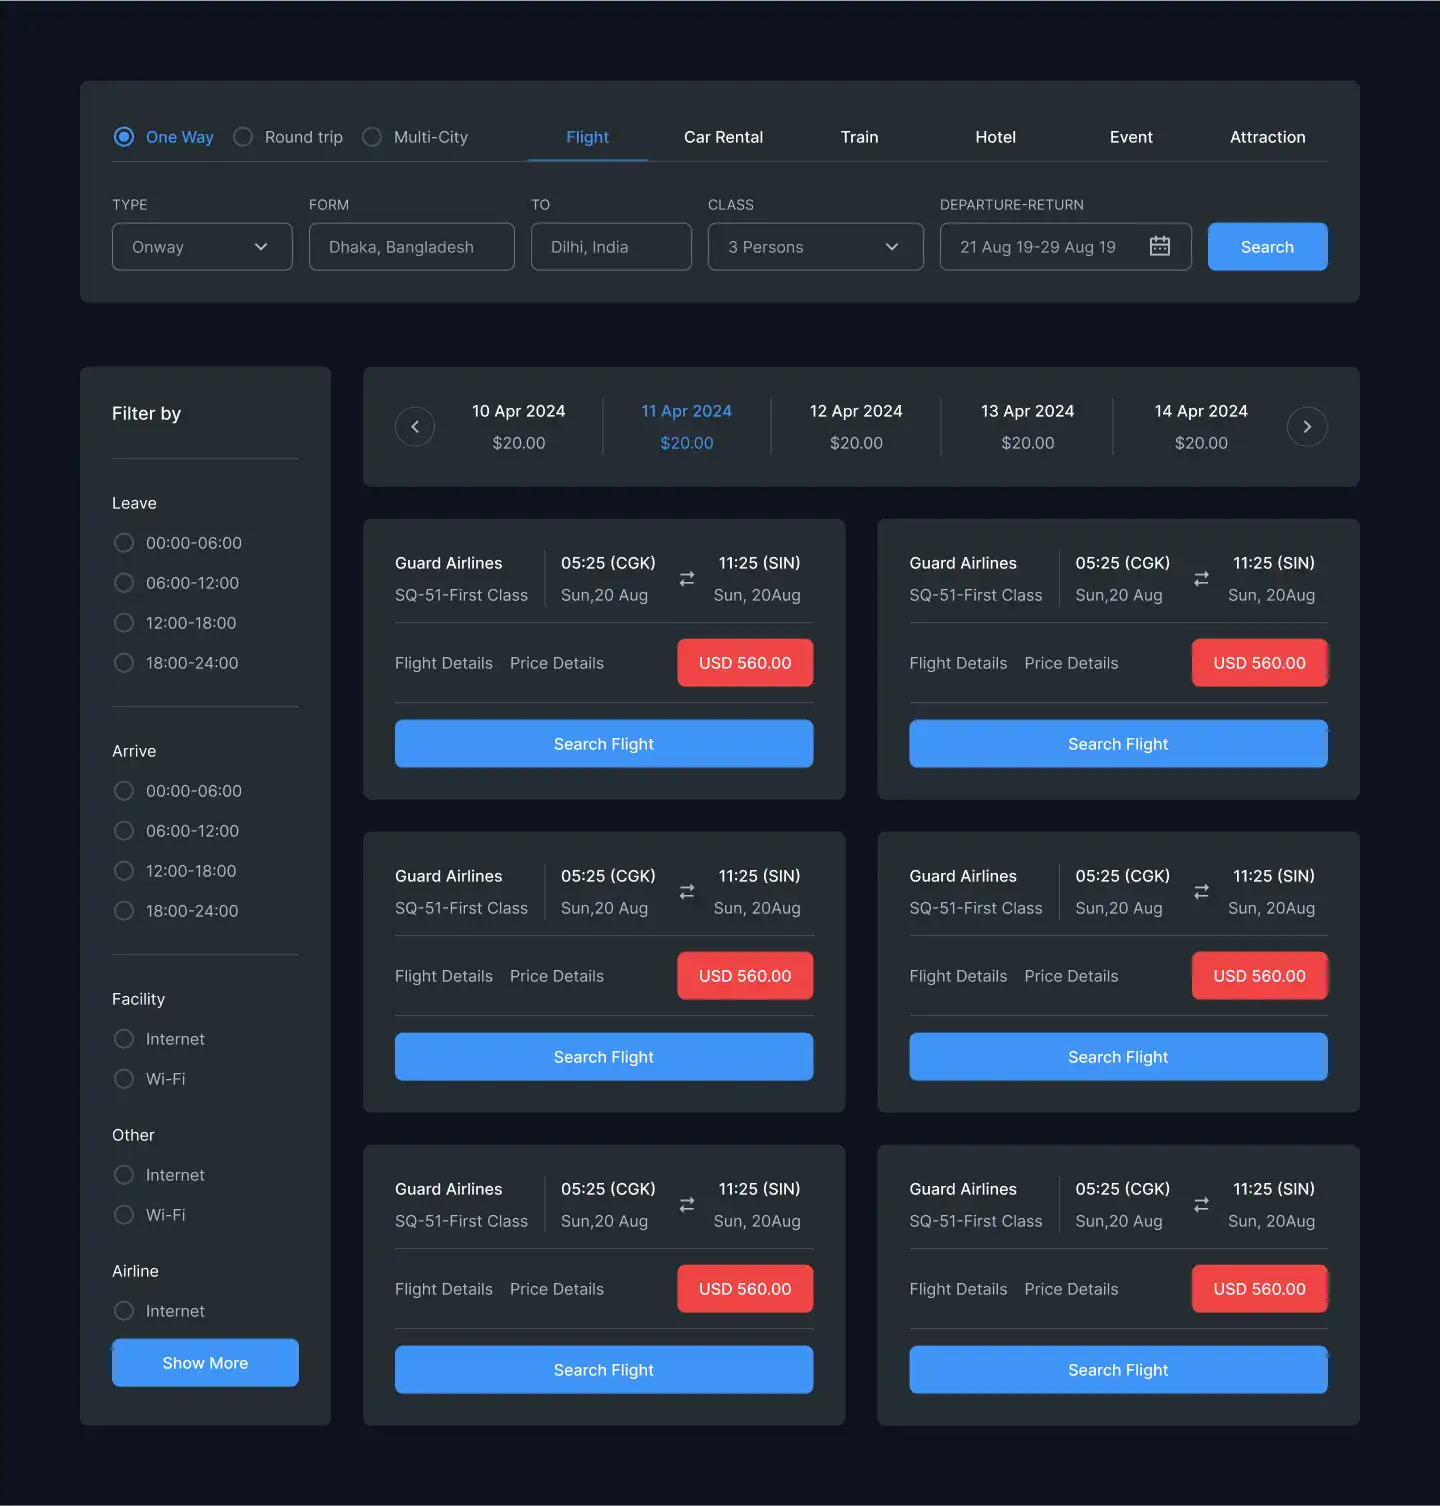 One Way Round trip Multi-City Flight Car Rental Train Hotel Event Attraction
TYPE FORM TO CLASS DEPARTURE-RETURN
Onway Dhaka, Bangladesh Dilhi, India 3 Persons 21 Aug 19-29 Aug 19 Search
Filter by
Leave
00:00-06:00
06:00-12:00
12:00-18:00
18:00-24:00
Arrive
00:00-06:00
06:00-12:00
12:00-18:00
18:00-24:00
Facility
Internet
Wi-Fi
Other
Internet
Wi-Fi
Airline
Internet
Show More
10 Apr 2024 11 Apr 2024 12 Apr 2024 13 Apr 2024 14 Apr 2024
$20.00 $20.00 $20.00 $20.00 $20.00
Guard Airlines 05:25 (CGK) 11:25 (SIN)
SQ-51-First Class Sun,20 Aug Sun, 20Aug
Flight Details Price Details USD 560.00
Search Flight
Guard Airlines 05:25 (CGK) 11:25 (SIN)
SQ-51-First Class Sun,20 Aug Sun, 20Aug
Flight Details Price Details USD 560.00
Search Flight
Guard Airlines 05:25 (CGK) 11:25 (SIN)
SQ-51-First Class Sun,20 Aug Sun, 20Aug
Flight Details Price Details USD 560.00
Search Flight
Guard Airlines 05:25 (CGK) 11:25 (SIN)
SQ-51-First Class Sun,20 Aug Sun, 20Aug
Flight Details Price Details USD 560.00
Search Flight
Guard Airlines 05:25 (CGK) 11:25 (SIN)
SQ-51-First Class Sun,20 Aug Sun, 20Aug
Flight Details Price Details USD 560.00
Search Flight
Guard Airlines 05:25 (CGK) 11:25 (SIN)
SQ-51-First Class Sun,20 Aug Sun, 20Aug
Flight Details Price Details USD 560.00
Search Flight